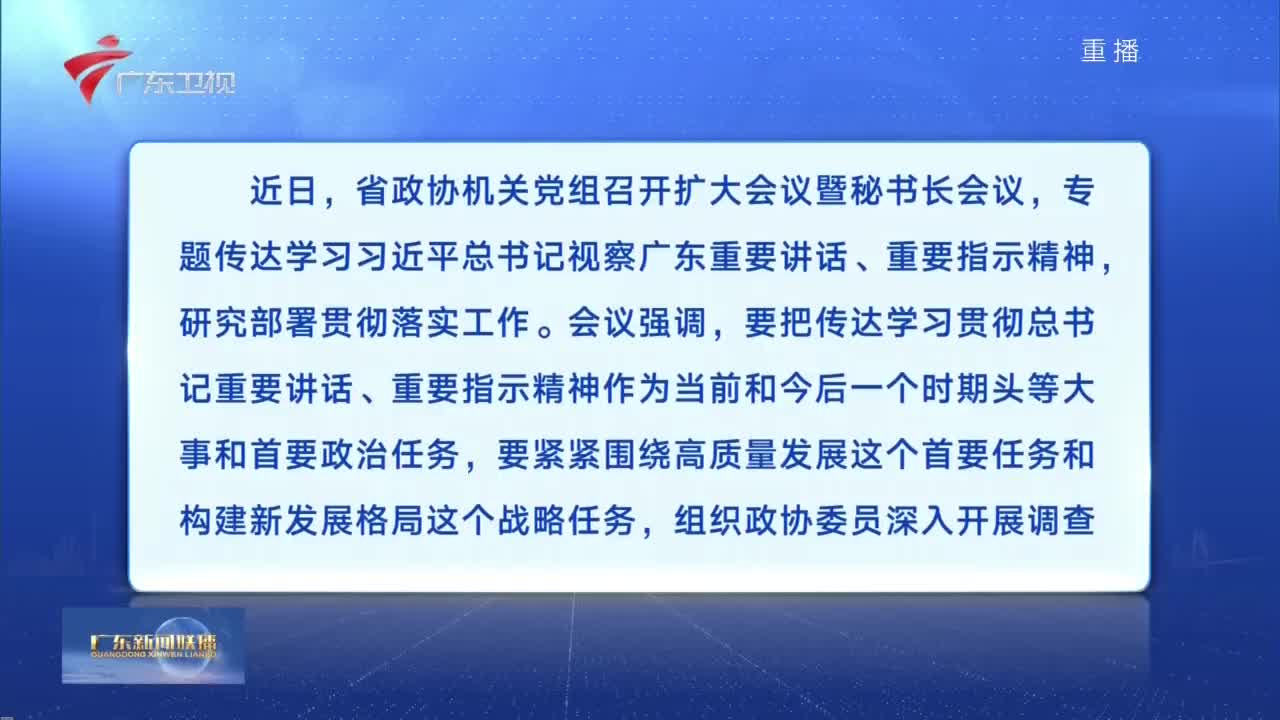 广东卫视
重播
近日，省政协机关党组召开扩大会议暨秘书长会议，专
题传达学习习近平总书记视察广东重要讲话、重要指示精神，
研究部署贯彻落实工作。会议强调，要把传达学习贯彻总书
记重要讲话、重要指示精神作为当前和今后一个时期头等大
事和首要政治任务，要紧紧围绕高质量发展这个首要任务和
构建新发展格局这个战略任务，组织政协委员深入开展调查
广东新闻联播
GUANGDONG XINWEN LIANBO